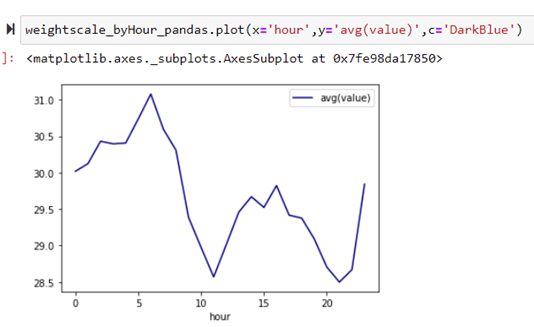 weightscale_byHour_pandas.plot(x='hour',y='avg(value)',c='DarkBlue')
]: <matplotlib.axes._subplots.AxesSubplot at 0x7fe98da17850>
avg(value)
31.0
30.5
30.0
29.5
29.0
28.5
0 5 10 15 20
hour